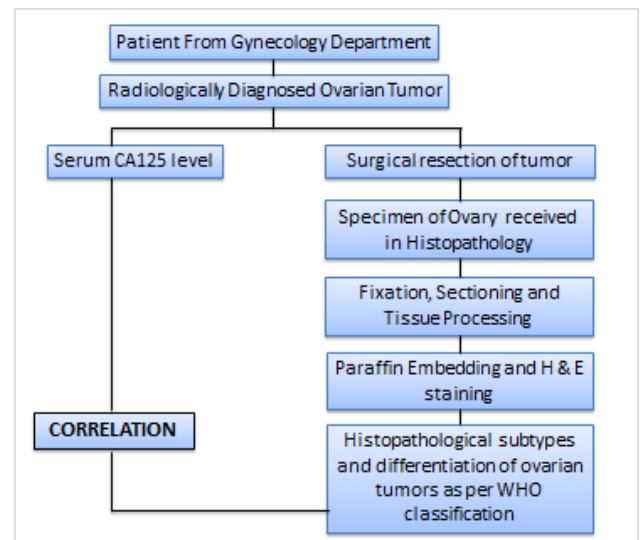 Patient From Gynecology Department
Radiologically Diagnosed Ovarian Tumor
Serum CA125 level
Surgical resection of tumor
Specimen of Ovary received
in Histopathology
Fixation, Sectioning and
Tissue Processing
Paraffin Embedding and H & E
staining
CORRELATION
Histopathological subtypes
and differentiation of ovarian
tumors as per WHO
classification